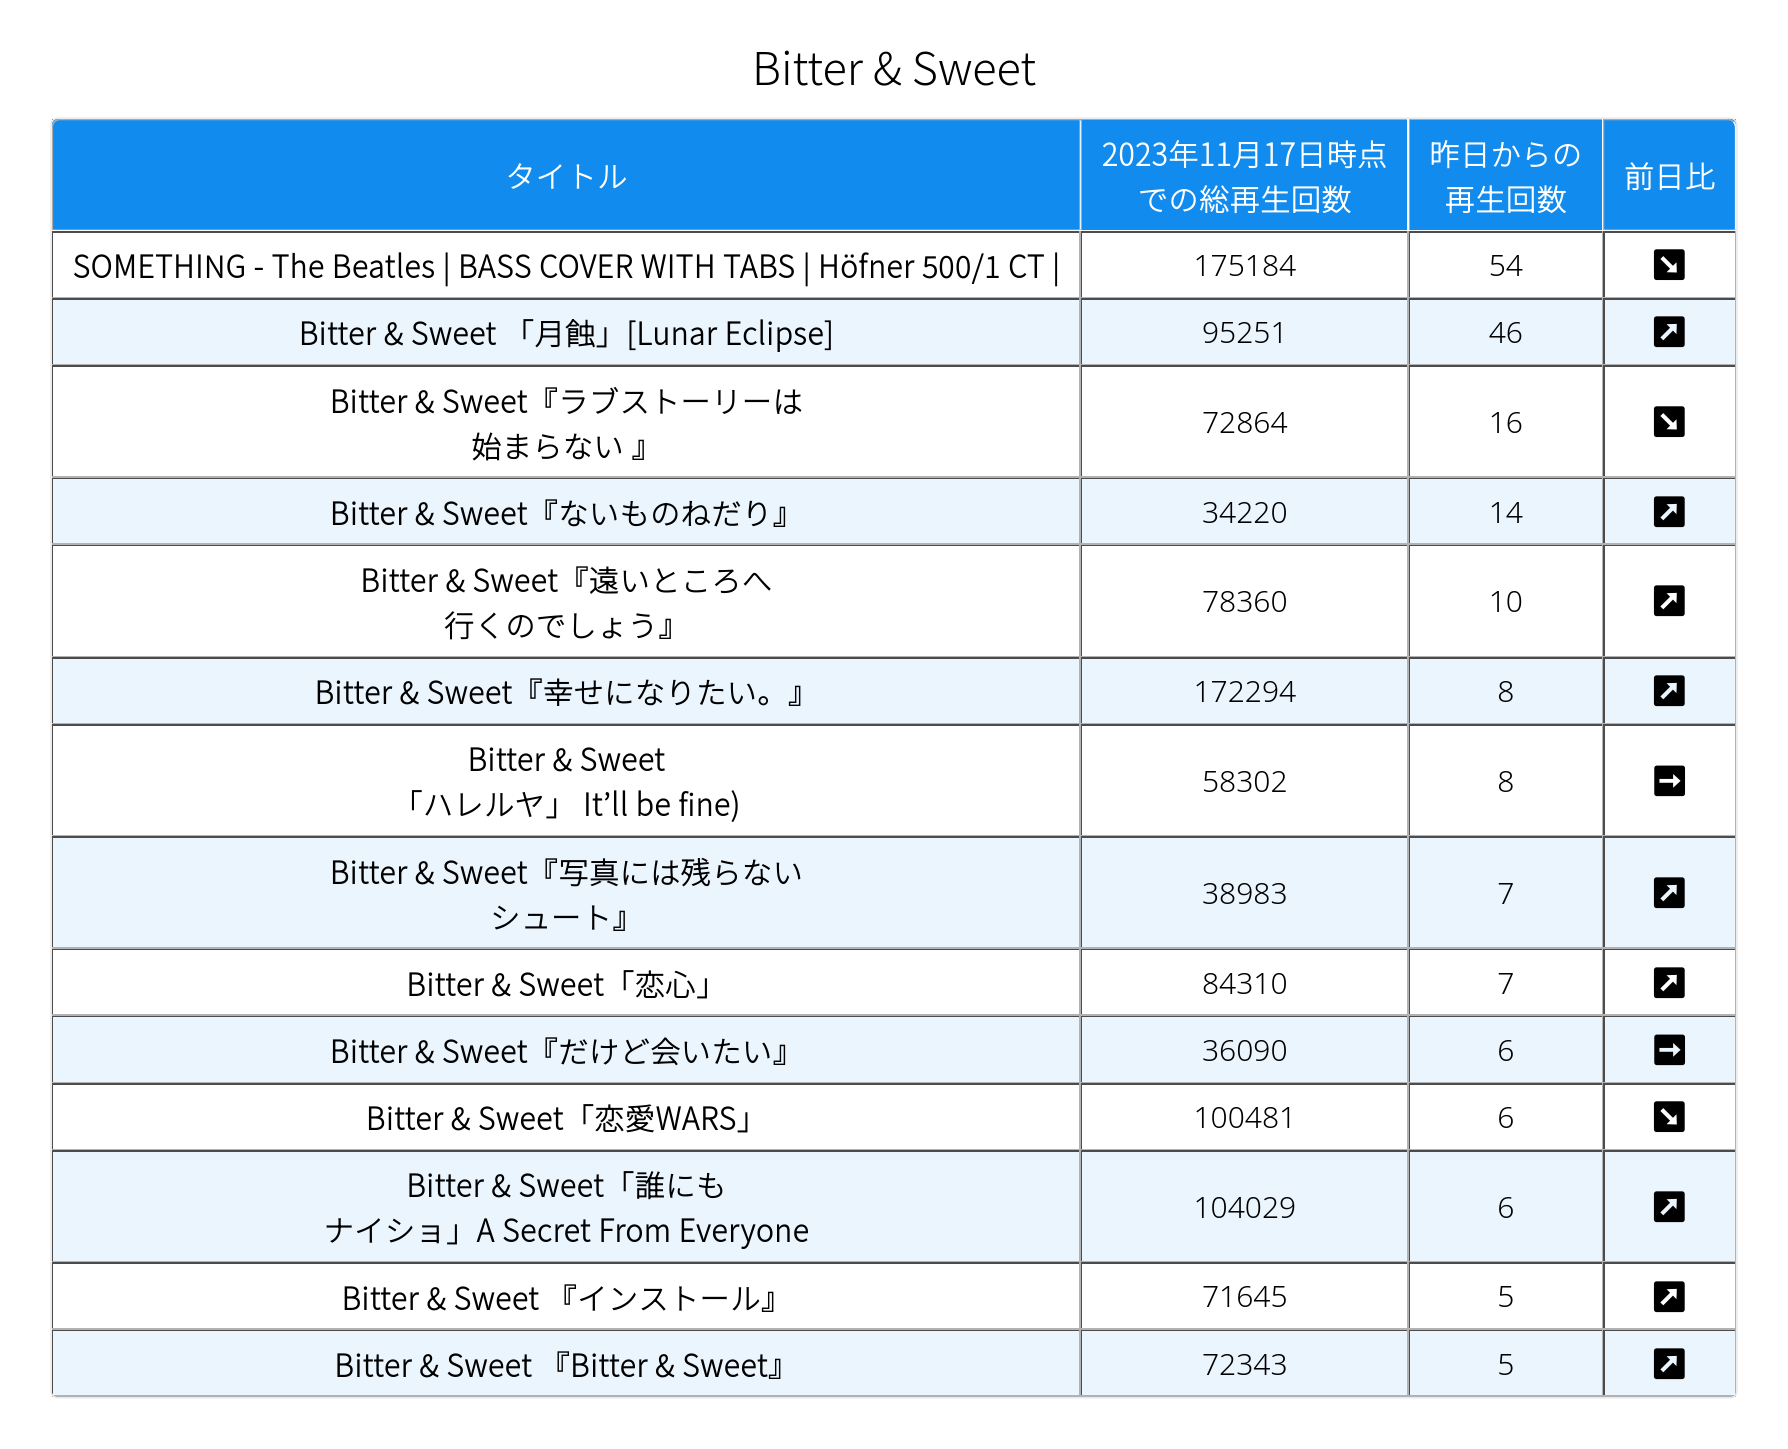 Bitter & Sweet
タイトル
2023年11月17日時点
での総再生回数
昨日からの
再生回数
前日比
SOMETHING - The Beatles | BASS COVER WITH TABS | Höfner 500/1 CT |
175184
54
Bitter & Sweet 「月蝕」[Lunar Eclipse]
95251
46
Bitter & Sweet『ラブストーリーは
始まらない 』
72864
16
Bitter & Sweet『ないものねだり』
34220
14
Bitter & Sweet『遠いところへ
行くのでしょう』
78360
10
Bitter & Sweet『幸せになりたい。』
172294
8
Bitter & Sweet
「ハレルヤ」 It’ll be fine)
58302
8
Bitter & Sweet『写真には残らない
シュート』
38983
7
Bitter & Sweet「恋心」
84310
7
Bitter & Sweet『だけど会いたい』
36090
6
Bitter & Sweet「恋愛WARS」
100481
6
Bitter & Sweet「誰にも
ナイショ」A Secret From Everyone
104029
6
Bitter & Sweet 『インストール』
71645
5
Bitter & Sweet 『Bitter & Sweet』
72343
5